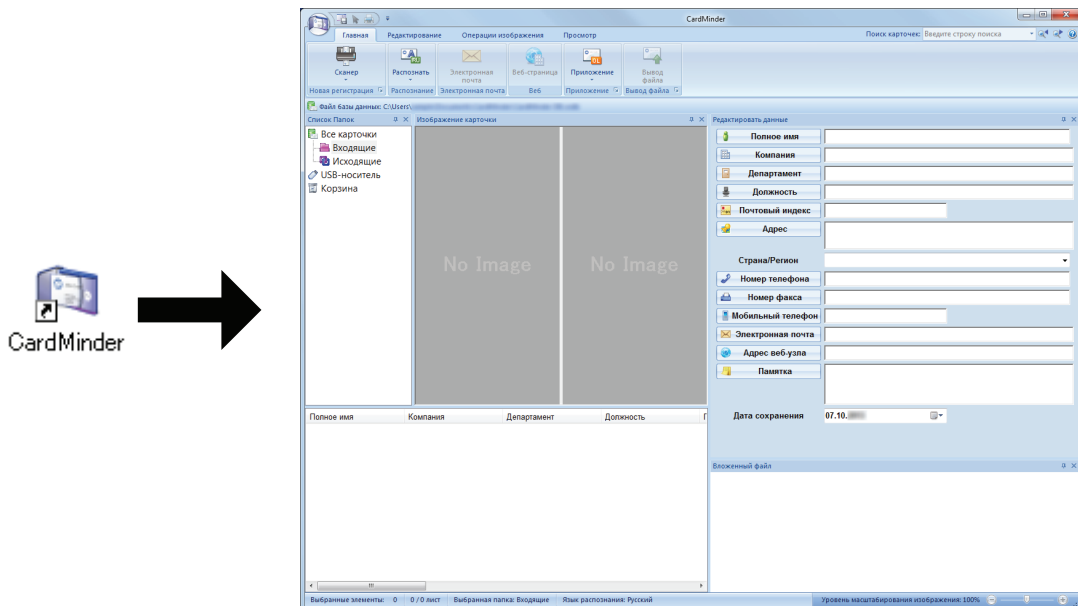 CardMinder
CardMinder
Главная Редактирование Операции изображения Просмотр
Поиск карточек: Введите строку поиска
Сканер Распознать Электронная почта Веб-страница Приложение Вывод файла
Новая регистрация Распознание Электронная почта Веб Приложение Вывод файла
Файл базы данных: C:\Users\
Список Папок Изображение карточки Редактировать данные
Все карточки
Входящие
Исходящие
USB-носитель
Корзина
No Image No Image
Полное имя
Компания
Департамент
Должность
Почтовый индекс
Адрес
Страна/Регион
Номер телефона
Номер факса
Мобильный телефон
Электронная почта
Адрес веб-узла
Памятка
Дата сохранения 07.10.
Полное имя Компания Департамент Должность
Вложенный файл
Выбранные элементы: 0 0 / 0 лист Выбранная папка: Входящие Язык распознания: Русский Уровень масштабирования изображения: 100%